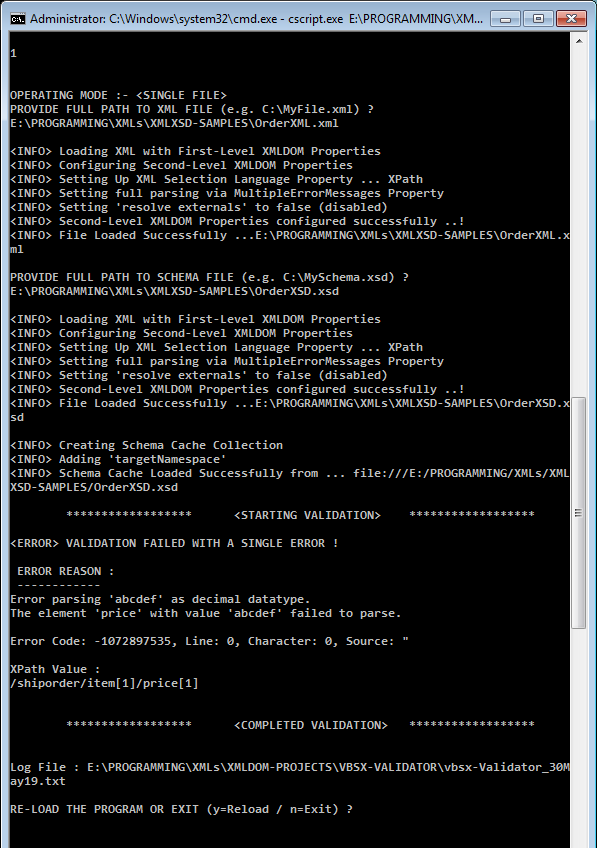 Administrator: C:\Windows\system32\cmd.exe - cscript.exe E:\PROGRAMMING\XM...
1
OPERATING MODE :- <SINGLE FILE>
PROVIDE FULL PATH TO XML FILE (e.g. C:\MyFile.xml) ?
E:\PROGRAMMING\XMLs\XMLXSD-SAMPLES\OrderXML.xml
<INFO> Loading XML with First-Level XMLDOM Properties
<INFO> Configuring Second-Level XMLDOM Properties
<INFO> Setting Up XML Selection Language Property ... XPath
<INFO> Setting full parsing via MultipleErrorMessages Property
<INFO> Setting 'resolve externals' to false (disabled)
<INFO> Second-Level XMLDOM Properties configured successfully ..!
<INFO> File Loaded Successfully ...E:\PROGRAMMING\XMLs\XMLXSD-SAMPLES\OrderXML.x
ml
PROVIDE FULL PATH TO SCHEMA FILE (e.g. C:\MySchema.xsd) ?
E:\PROGRAMMING\XMLs\XMLXSD-SAMPLES\OrderXSD.xsd
<INFO> Loading XML with First-Level XMLDOM Properties
<INFO> Configuring Second-Level XMLDOM Properties
<INFO> Setting Up XML Selection Language Property ... XPath
<INFO> Setting full parsing via MultipleErrorMessages Property
<INFO> Setting 'resolve externals' to false (disabled)
<INFO> Second-Level XMLDOM Properties configured successfully ..!
<INFO> File Loaded Successfully ...E:\PROGRAMMING\XMLs\XMLXSD-SAMPLES\OrderXSD.x
sd
<INFO> Creating Schema Cache Collection
<INFO> Adding 'targetNamespace'
<INFO> Schema Cache Loaded Successfully from ... file:///E:/PROGRAMMING/XMLs/XML
XSD-SAMPLES/OrderXSD.xsd
****************** <STARTING VALIDATION> ******************
<ERROR> VALIDATION FAILED WITH A SINGLE ERROR !
ERROR REASON :
------------
Error parsing 'abcdef' as decimal datatype.
The element 'price' with value 'abcdef' failed to parse.
Error Code: -1072897535, Line: 0, Character: 0, Source: "
XPath Value :
/shiporder/item[1]/price[1]
****************** <COMPLETED VALIDATION> ******************
Log File : E:\PROGRAMMING\XMLs\XMLDOM-PROJECTS\VBSX-VALIDATOR\vbsx-Validator_30M
ay19.txt
RE-LOAD THE PROGRAM OR EXIT (y=Reload / n=Exit) ?